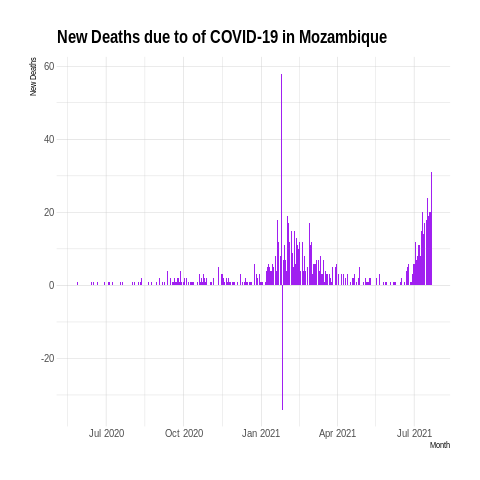 New Deaths due to of COVID-19 in Mozambique
New Deaths
60
40
20
0
-20
Jul 2020 Oct 2020 Jan 2021 Apr 2021 Jul 2021
Month